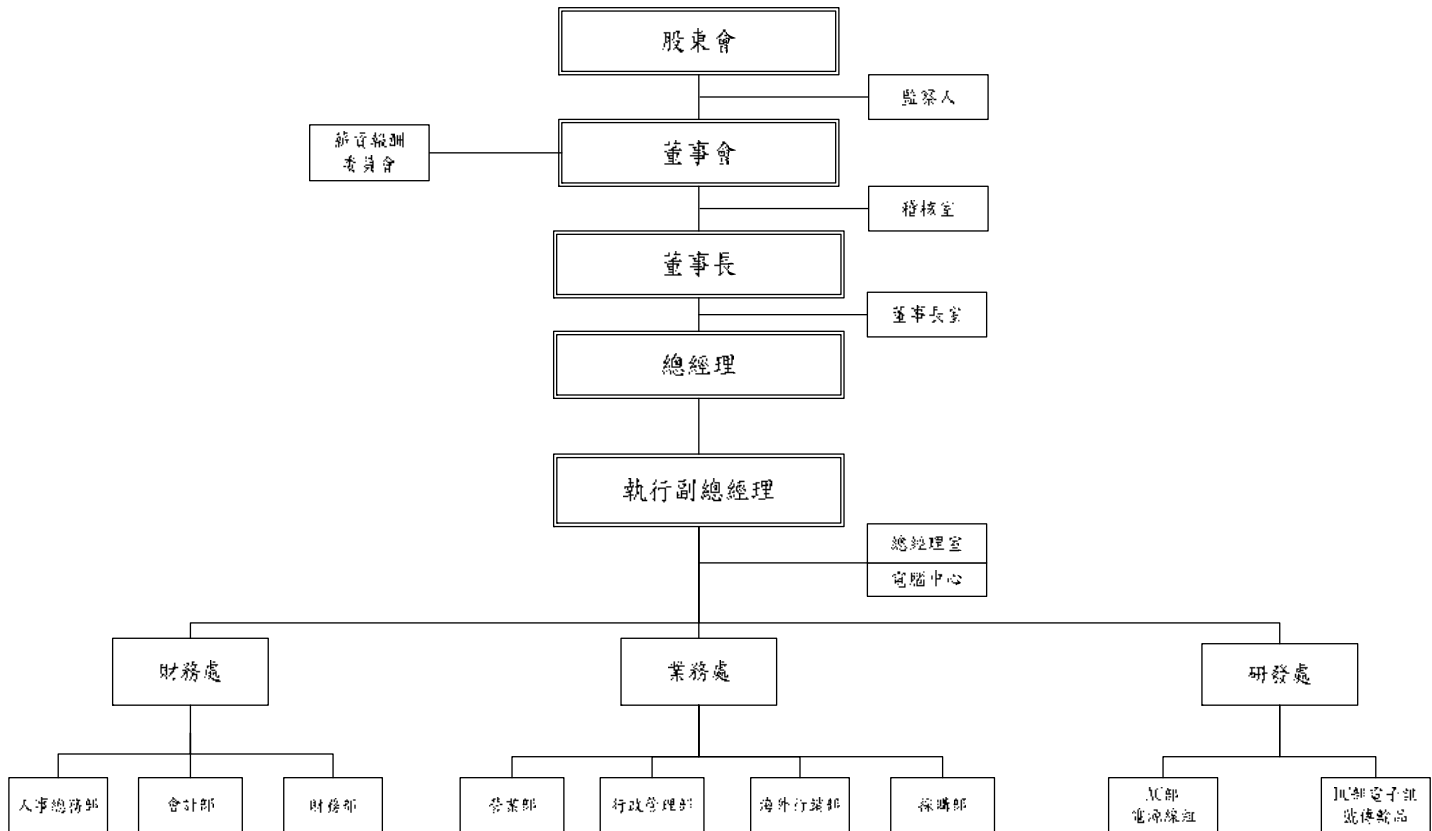 股東會
監察人
薪資報酬
委員會
董事會
稽核室
董事長
董事長室
總經理
執行副總經理
總經理室
電腦中心
財務處
業務處
研發處
人事總務部
會計部
財務部
營業部
行政管理部
海外行銷部
採購部
AC部
電源線組
DC部電子訊
號傳輸品